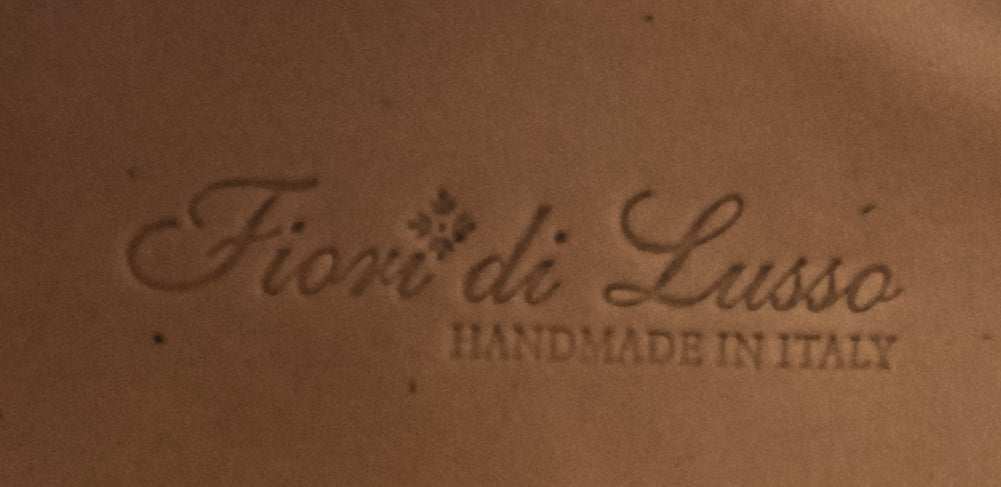 Fiori di Lusso
HANDMADE IN ITALY